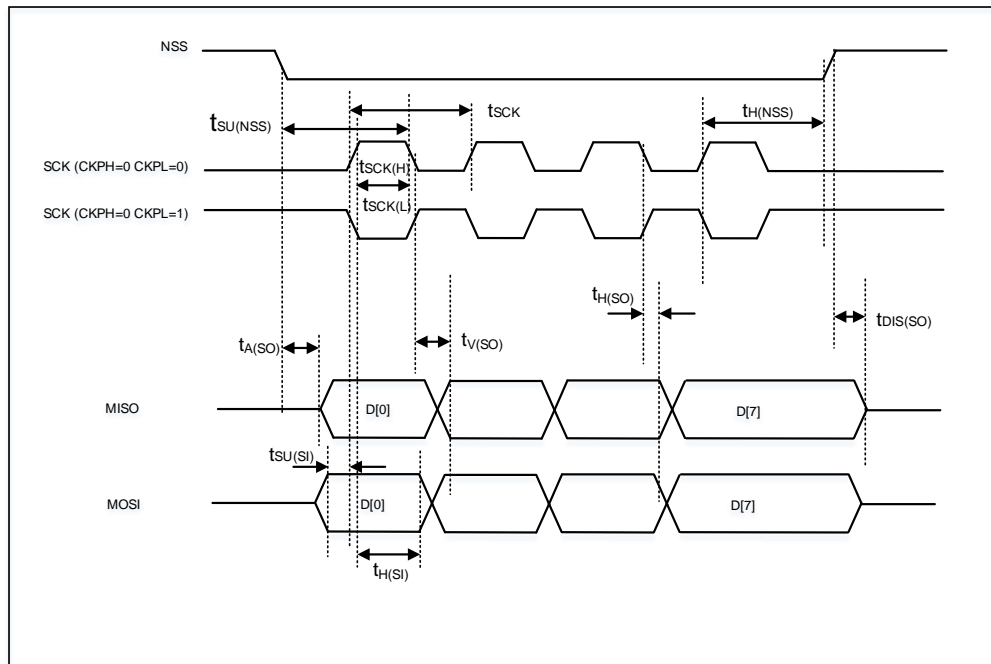 NSS
tSCK
tH(NSS)
tSU(NSS)
SCK (CKPH=0 CKPL=0)
tSCK(H)
tSCK(L)
SCK (CKPH=0 CKPL=1)
tH(SO)
tDIS(SO)
tV(SO)
tA(SO)
MISO
D[0]
D[7]
tSU(SI)
MOSI
D[0]
D[7]
tH(SI)